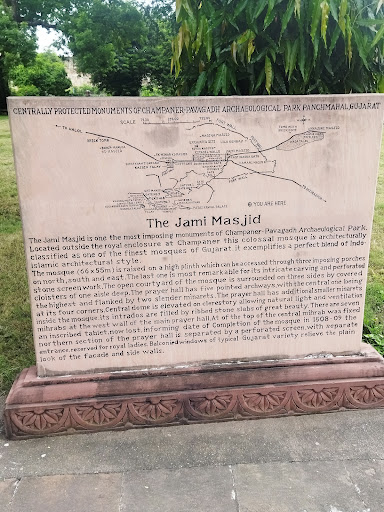 CENTRALLY PROTECTED MONUMENTS OF CHAMPANER-PAVAGADH ARCHAEOLOGICAL PARK PANCHMAHAL, GUJARAT
SCALE
YOU ARE HERE
The Jami Masjid
The Jami Masjid is one the most imposing monuments of Champaner-Pavagadh Archaeological Park.
Located outside the royal enclosure at Champaner this colossal mosque is architecturally
classified as one of the finest mosques of Gujarat it exemplifies a perfect blend of Indo-
islamic architectural style.
The mosque (66 x 55m) is raised on a high plinth which can be accessed through three imposing porches
on north, south and east. The last one is most remarkable for its intricate carving and perforated
stone screen work. The open courtyard of the mosque is surrounded on three sides by covered
cloisters of one aisle deep. The prayer hall has five pointed archways with the central one being
the highest and flanked by two slender minarets. The prayer hall has additional smaller minarets
at its four corners. Central dome is elevated on clerestory allowing natural light and ventilation
inside the mosque its intrados are filled by ribbed stone slabs of great beauty. There are seven
mihrabs at the west wall of the main prayer hall. At of the top of the central mihrab was fixed
an inscribed tablet, now lost, informing date of Completion of the mosque in 1508-09 the
northern section of the prayer hall is separated by a perforated screen with separate
entrance, reserved for royal ladies. Balconied windows of typical Gujarat variety relieve the plain
look of the facade and side walls.